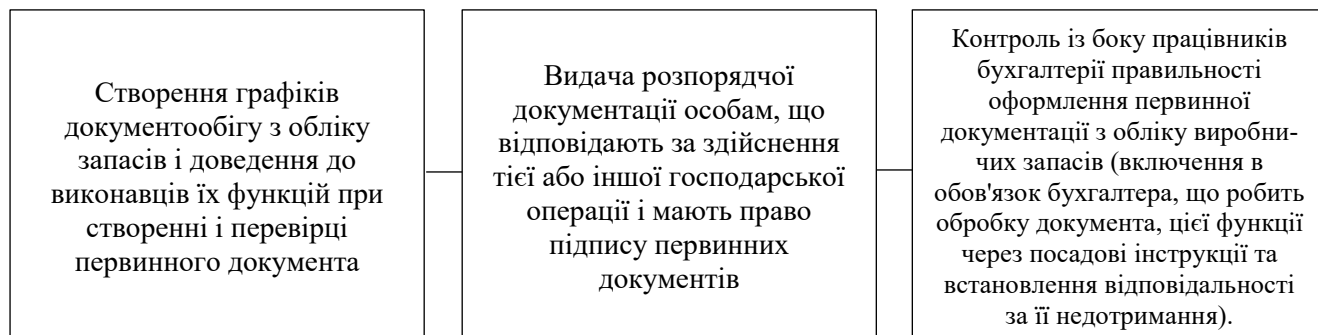 Створення графіків
документообігу з обліку
запасів і доведення до
виконавців їх функцій при
створенні і перевірці
первинного документа
Видача розпорядчої
документації особам, що
відповідають за здійснення
тієї або іншої господарської
операції і мають право
підпису первинних
документів
Контроль із боку працівників
бухгалтерії правильності
оформлення первинної
документації з обліку виробни-
чих запасів (включення в
обов'язок бухгалтера, що робить
обробку документа, цієї функції
через посадові інструкції та
встановлення відповідальності
за її недотримання).